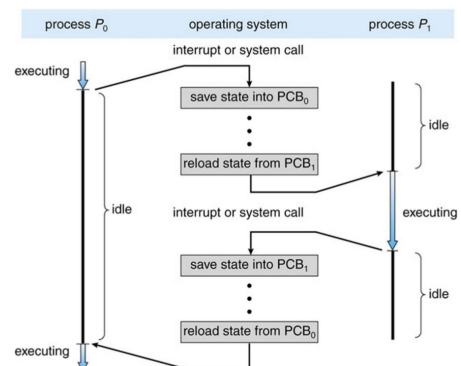 process P₀ operating system process P₁
interrupt or system call
executing
save state into PCB₀
idle
reload state from PCB₁
idle
interrupt or system call
executing
save state into PCB₁
idle
reload state from PCB₀
executing